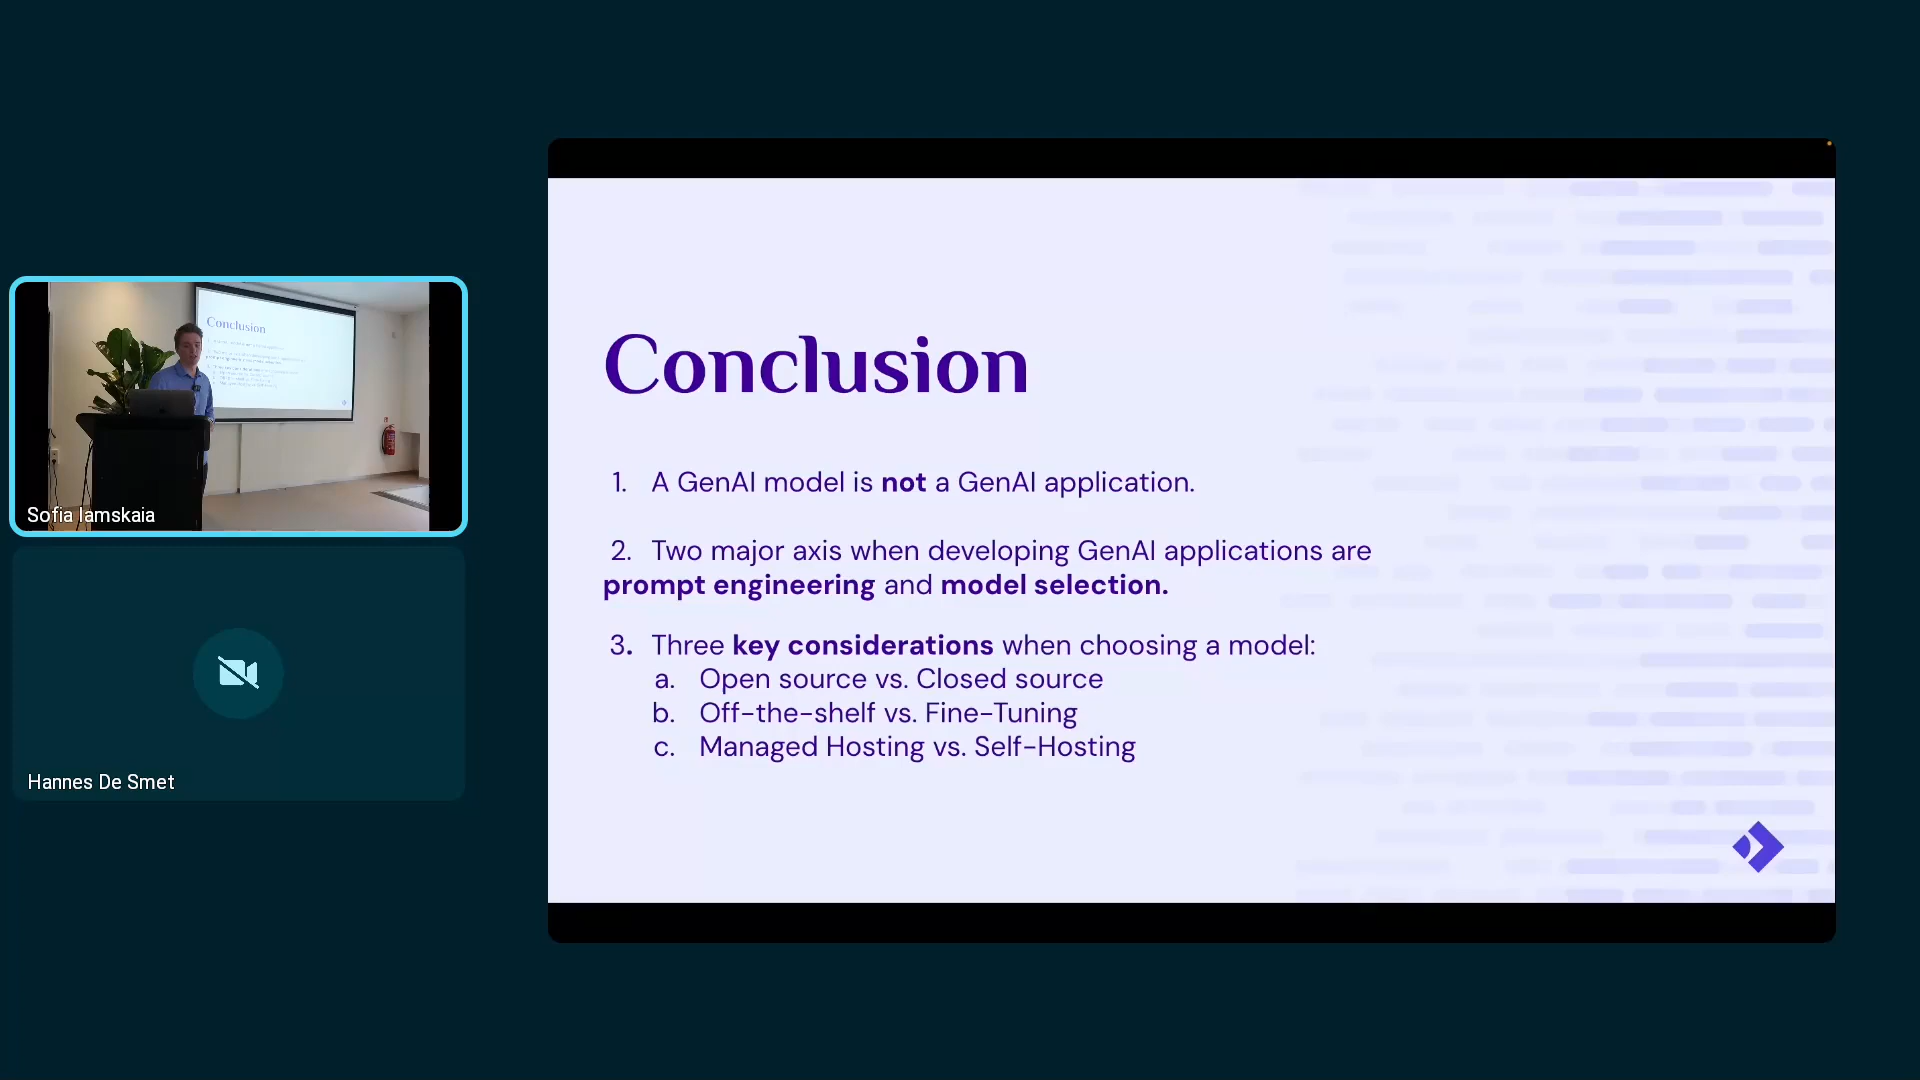 Conclusion
Sofia Iamskaia
Hannes De Smet
Conclusion
1. A GenAI model is not a GenAI application.
2. Two major axis when developing GenAI applications are
prompt engineering and model selection.
3. Three key considerations when choosing a model:
a. Open source vs. Closed source
b. Off-the-shelf vs. Fine-Tuning
c. Managed Hosting vs. Self-Hosting